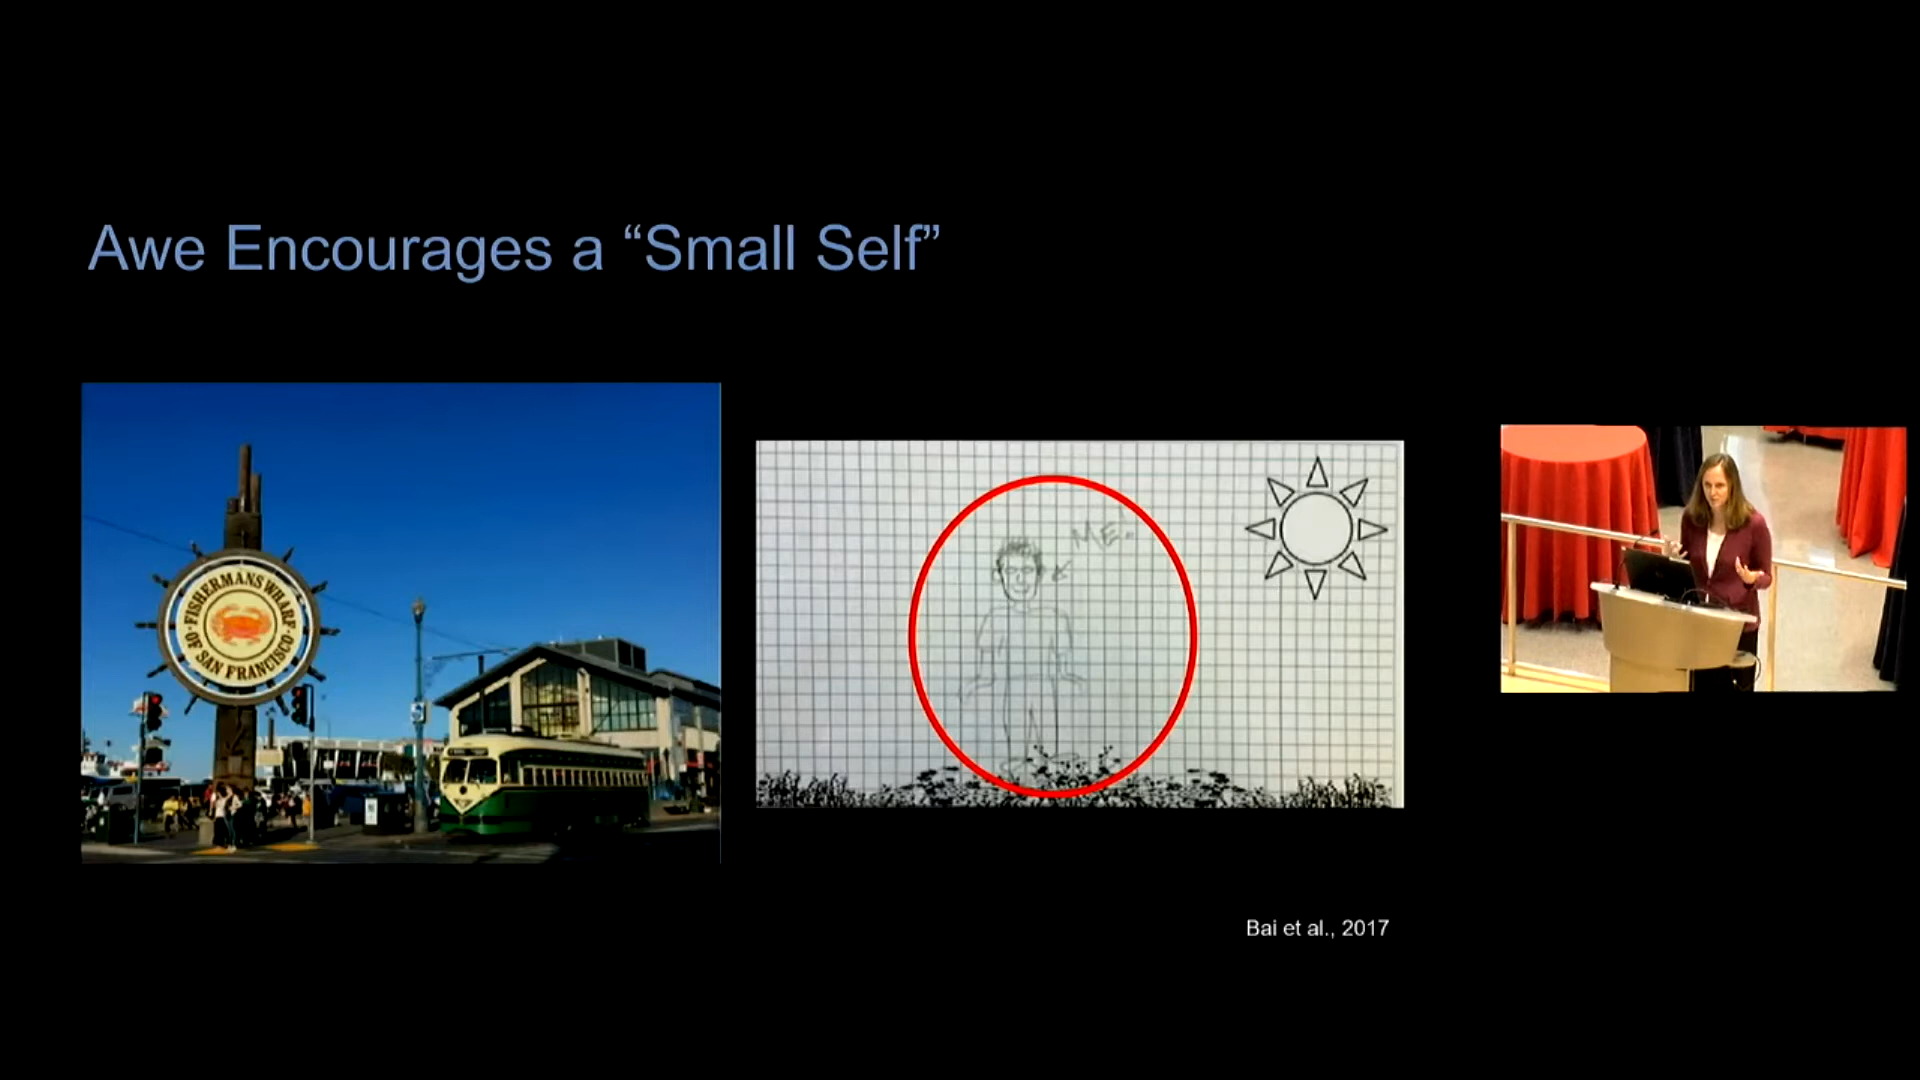 Awe Encourages a “Small Self”
FISHERMANS WHARF
OF SAN FRANCISCO
ME!
Bai et al., 2017